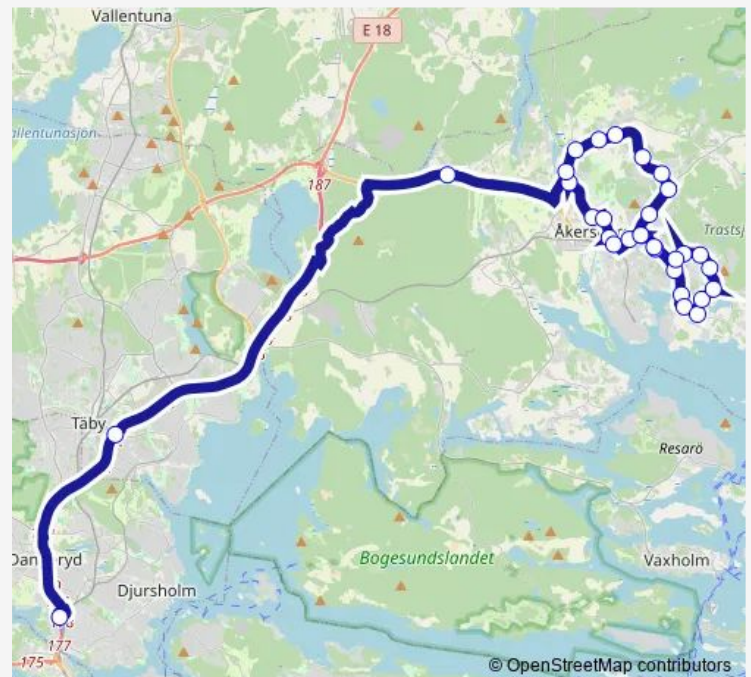 Vallentuna
E 18
allentunasjön
187
Åkers
Trastsj
Täby
Resarö
Dan
ryd
Bogesundslandet
Vaxholm
Djursholm
177
175
© OpenStreetMap contributors